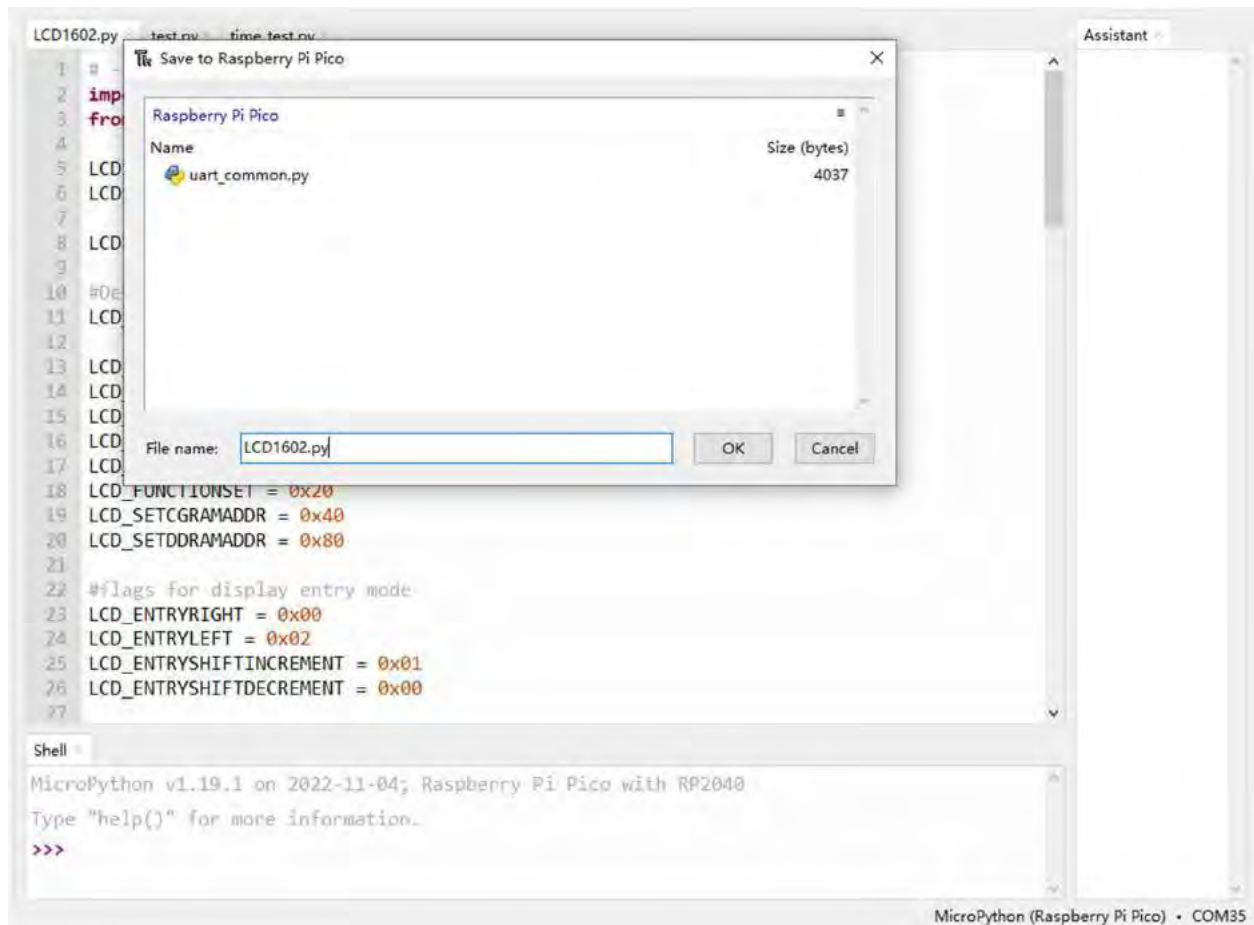 LCD1602.py test.py time_test.py Assistant
Save to Raspberry Pi Pico
Raspberry Pi Pico
Name Size (bytes)
uart_common.py 4037
File name: LCD1602.py OK Cancel
1 # -
2 imp
3 fro
4
5 LCD
6 LCD
7
8 LCD
9
10 #De
11 LCD_
12
13 LCD
14 LCD
15 LCD
16 LCD
17 LCD
18 LCD_FUNCTIONSET = 0x20
19 LCD_SETCGRAMADDR = 0x40
20 LCD_SETDDRAMADDR = 0x80
21
22 #flags for display entry mode
23 LCD_ENTRYRIGHT = 0x00
24 LCD_ENTRYLEFT = 0x02
25 LCD_ENTRYSHIFTINCREMENT = 0x01
26 LCD_ENTRYSHIFTDECREMENT = 0x00
27
Shell
MicroPython v1.19.1 on 2022-11-04; Raspberry Pi Pico with RP2040
Type "help()" for more information.
>>>
MicroPython (Raspberry Pi Pico) • COM35